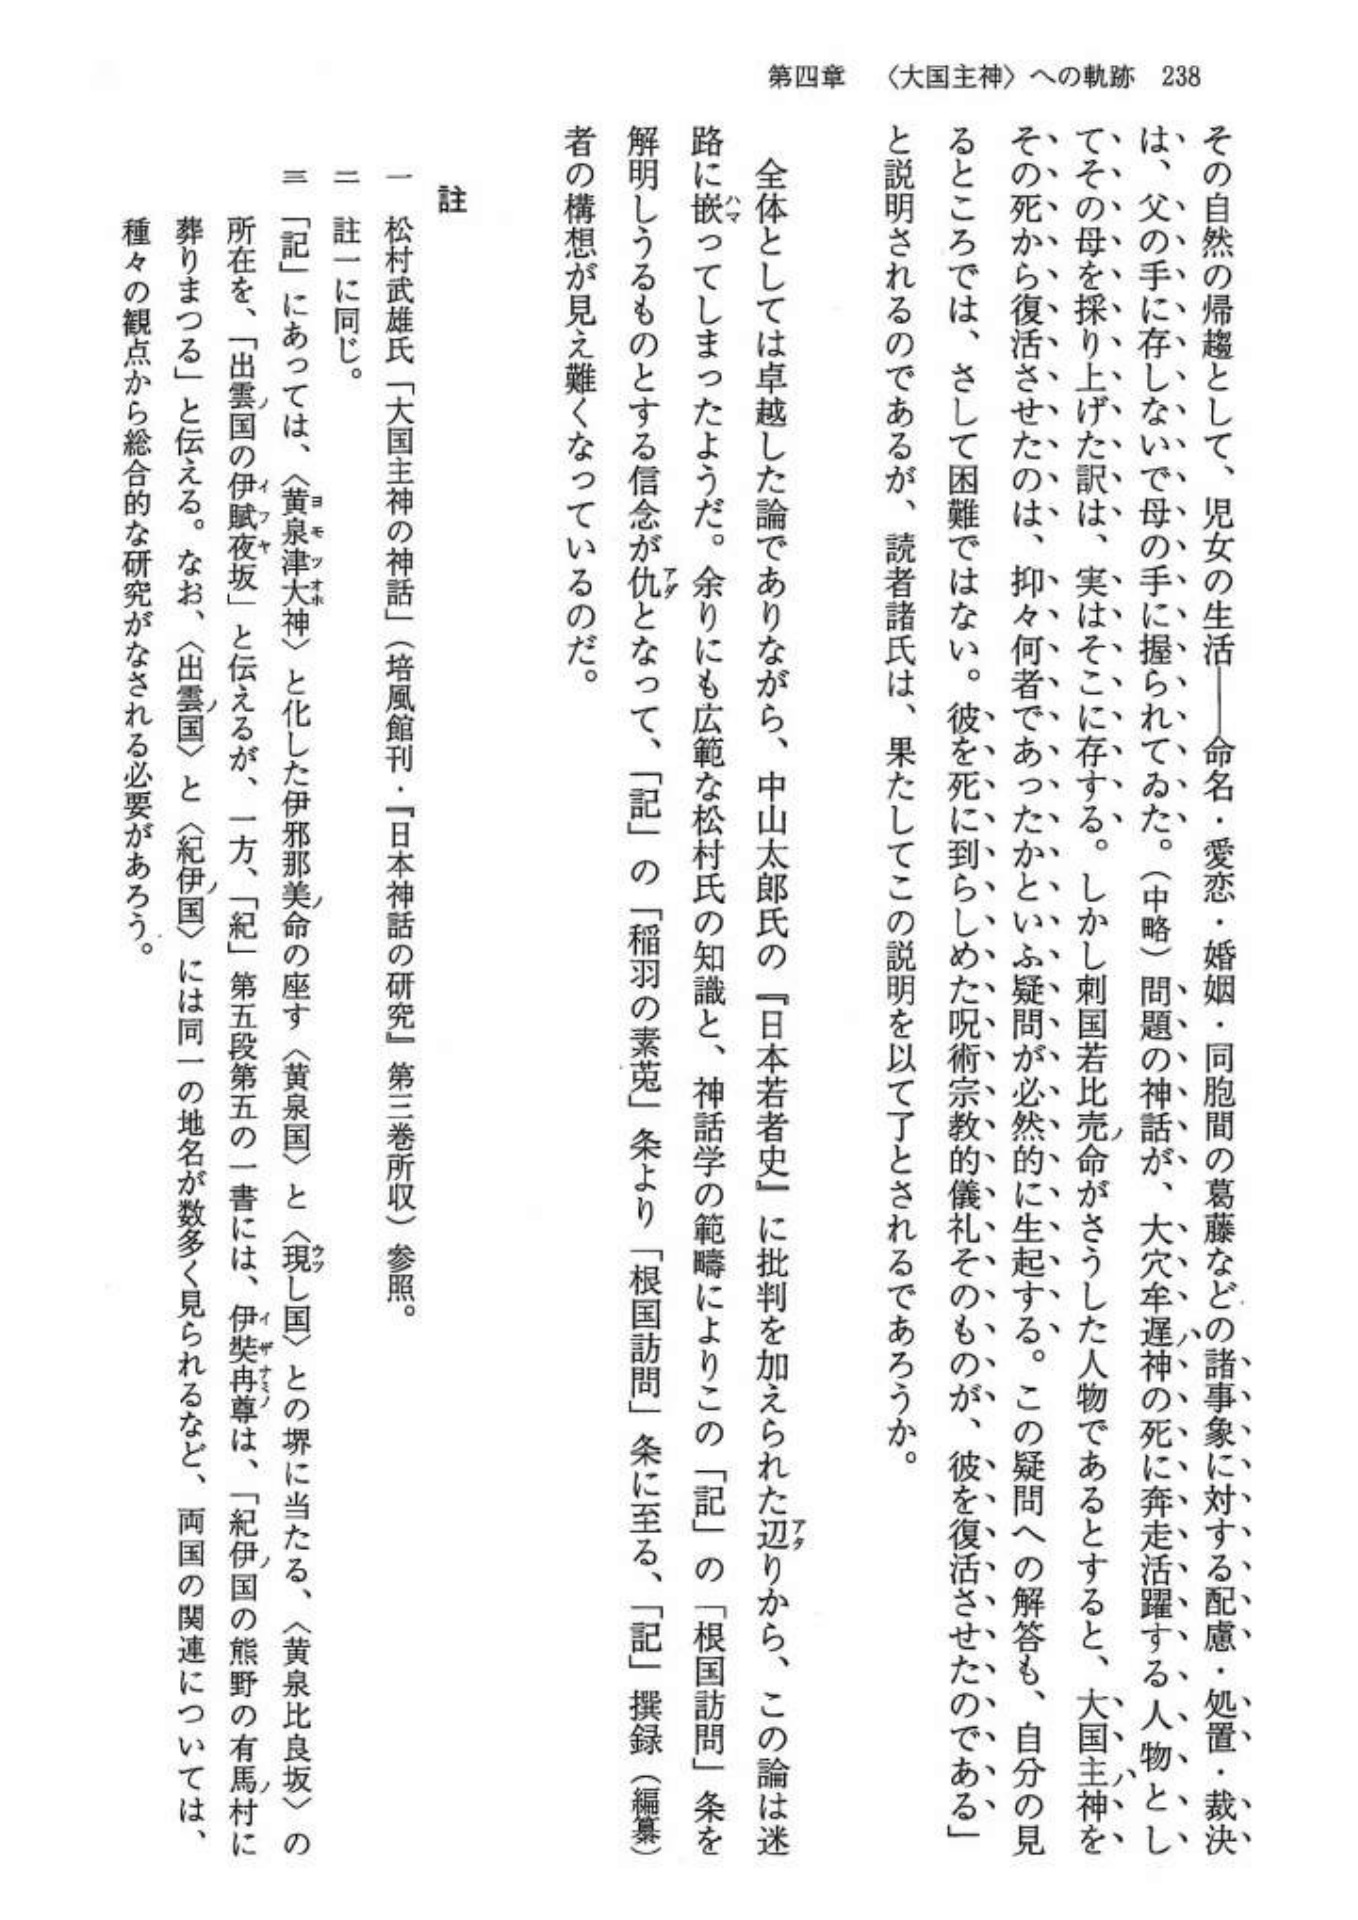 第四章　〈大国主神〉への軌跡　238
その自然の帰趨として、児女の生活――命名・愛恋・婚姻・同胞間の葛藤などの諸事象に対する配慮・処置・裁決
は、父の手に存しないで母の手に握られてゐた。（中略）問題の神話が、大穴牟遅神の死に奔走活躍する人物とし
てその母を採り上げた訳は、実はそこに存する。しかし刺国若比売ノ命がさうした人物であるとすると、大国主ノ神を
その死から復活させたのは、抑々何者であったかといふ疑問が必然的に生起する。この疑問への解答も、自分の見
るところでは、さして困難ではない。彼を死に到らしめた呪術宗教的儀礼そのものが、彼を復活させたのである」
と説明されるのであるが、読者諸氏は、果たしてこの説明を以て了とされるであろうか。
全体としては卓越した論でありながら、中山太郎氏の『日本若者史』に批判を加えられた辺アタりから、この論は迷
路に嵌ハマってしまったようだ。余りにも広範な松村氏の知識と、神話学の範疇によりこの「記」の「根国訪問」条を
解明しうるものとする信念が仇アダとなって、「記」の「稲羽の素菟」条より「根国訪問」条に至る、「記」撰録（編纂）
者の構想が見え難くなっているのだ。
註
一　松村武雄氏「大国主神の神話」（培風館刊・『日本神話の研究』第三巻所収）参照。
二　註一に同じ。
三　「記」にあっては、〈黄泉津大ヨモツオホ神〉と化した伊邪那美ノ命の座す〈黄泉国〉と〈現ウツし国〉との堺に当たる、〈黄泉比良坂〉の
所在を、「出雲ノ国の伊賦夜イフヤ坂」と伝えるが、一方、「紀」第五段第五の一書には、伊奘冉尊イザナミノは、「紀伊ノ国の熊野の有馬ノ村に
葬りまつる」と伝える。なお、〈出雲ノ国〉と〈紀伊ノ国〉には同一の地名が数多く見られるなど、両国の関連については、
種々の観点から総合的な研究がなされる必要があろう。